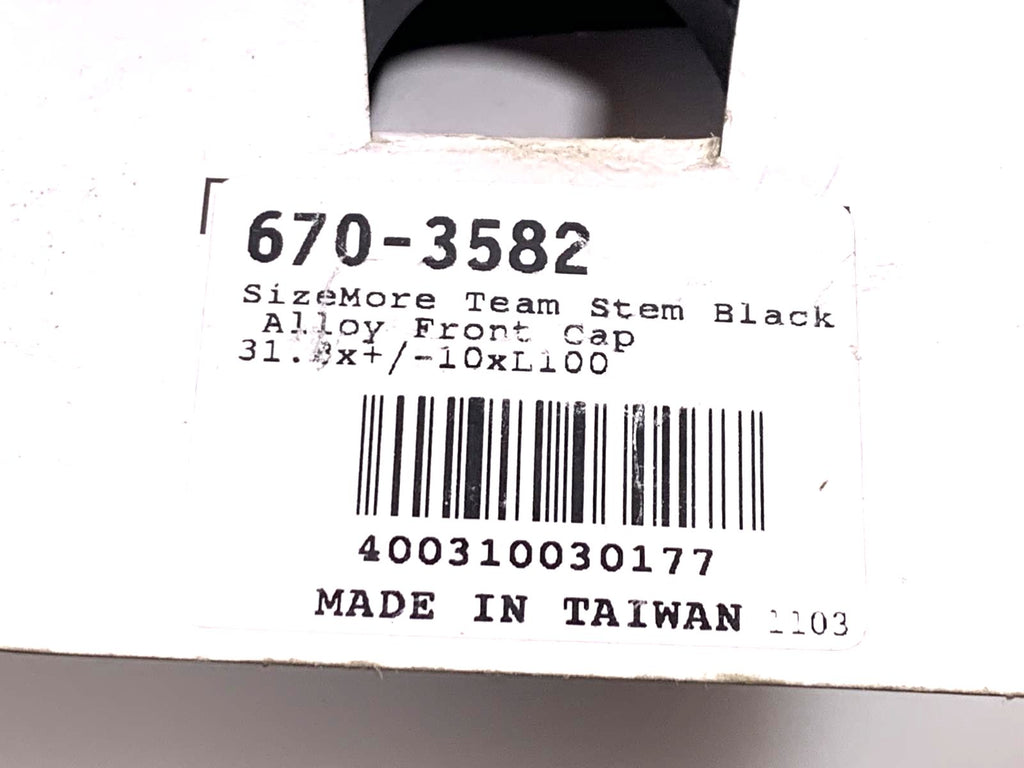 670-3582
SizeMore Team Stem Black
Alloy Front Cap
31.8x+/-10xL100
400310030177
MADE IN TAIWAN 1103